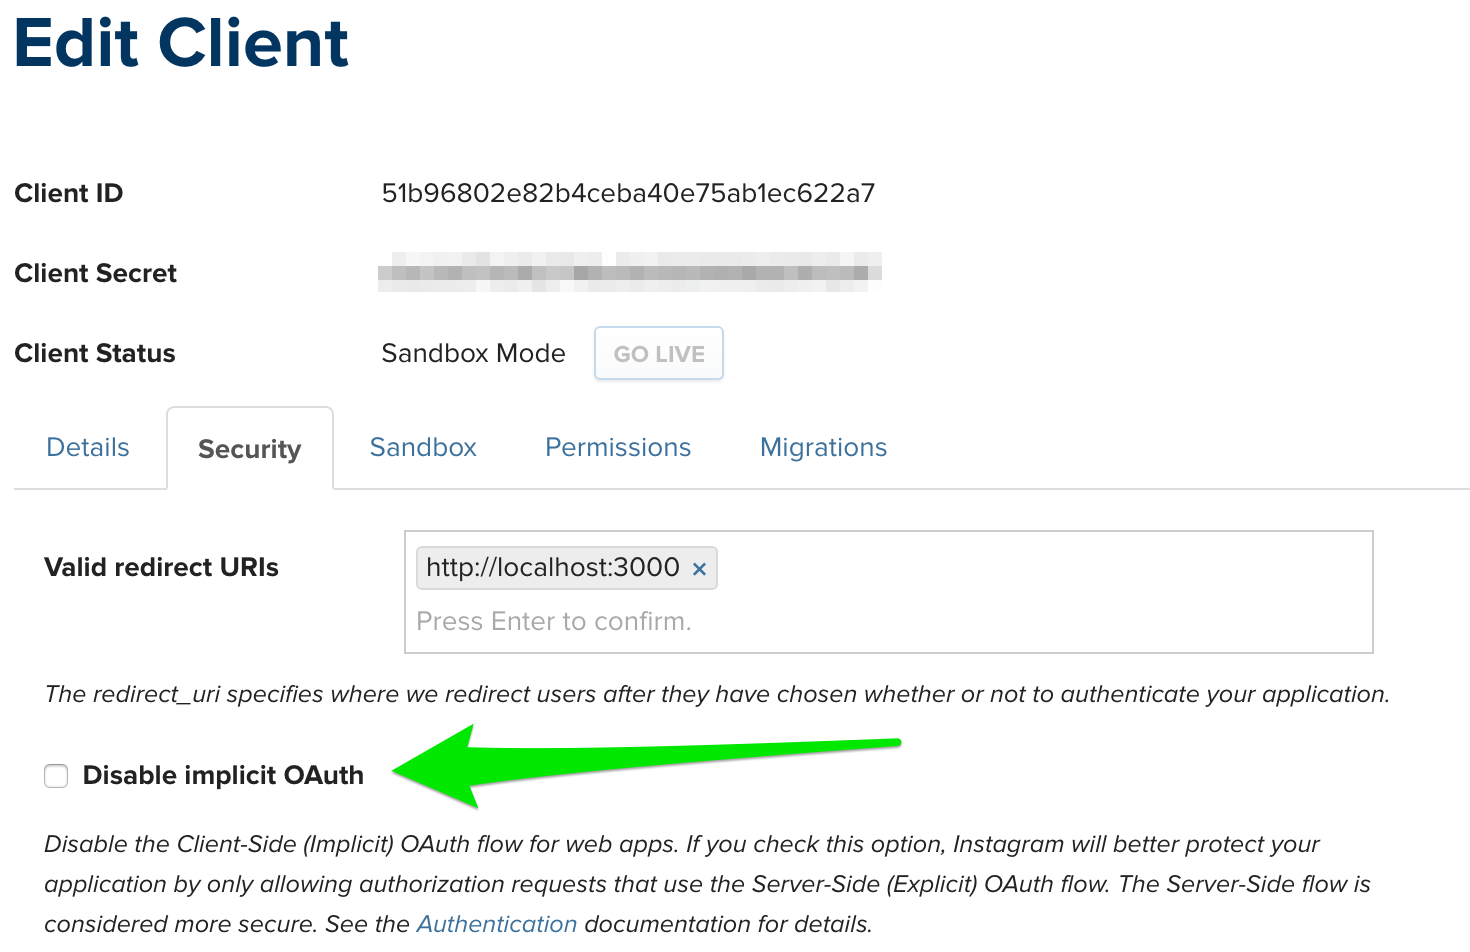 Edit Client
Client ID 51b96802e82b4ceba40e75ab1ec622a7
Client Secret
Client Status Sandbox Mode GO LIVE
Details Security Sandbox Permissions Migrations
Valid redirect URIs http://localhost:3000 ×
Press Enter to confirm.
The redirect_uri specifies where we redirect users after they have chosen whether or not to authenticate your application.
Disable implicit OAuth
Disable the Client-Side (Implicit) OAuth flow for web apps. If you check this option, Instagram will better protect your
application by only allowing authorization requests that use the Server-Side (Explicit) OAuth flow. The Server-Side flow is
considered more secure. See the Authentication documentation for details.